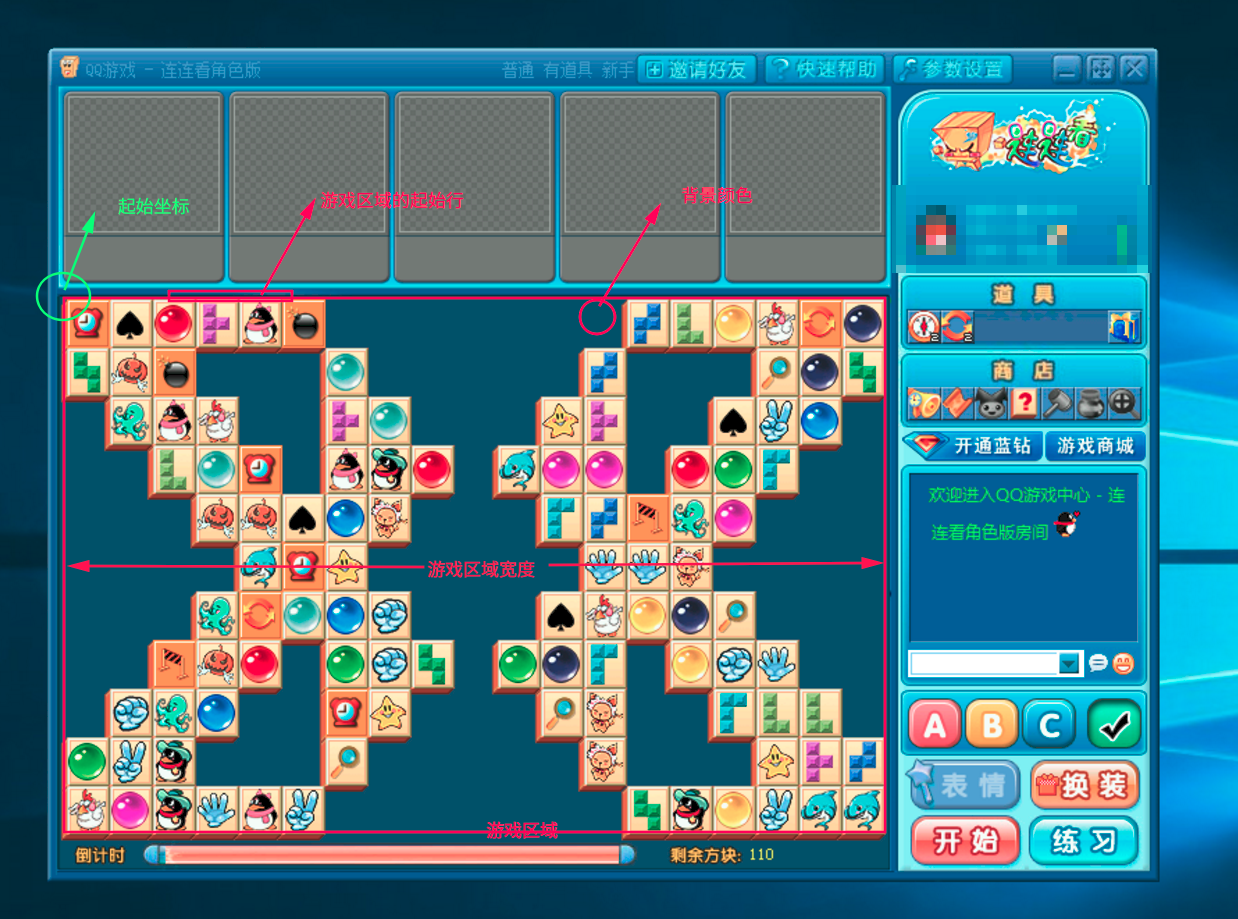 QQ游戏 - 连连看角色版
普通 有道具 新手
邀请好友
? 快速帮助
参数设置
连连看
起始坐标
游戏区域的起始行
背景颜色
道具
2
2
商店
?
开通蓝钻
游戏商城
欢迎进入QQ游戏中心 - 连
连看角色版房间
游戏区域宽度
A
B
C
表情
换装
开始
练习
游戏区域
倒计时
剩余方块: 110